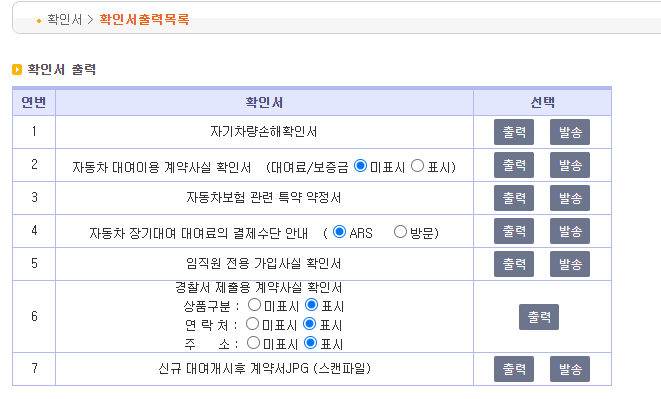 확인서 > 확인서출력목록
확인서 출력
연번 확인서 선택
1 자기차량손해확인서 출력 발송
2 자동차 대여이용 계약사실 확인서 (대여료/보증금 미표시 표시) 출력 발송
3 자동차보험 관련 특약 약정서 출력 발송
4 자동차 장기대여 대여료의 결제수단 안내 ( ARS 방문) 출력 발송
5 임직원 전용 가입사실 확인서 출력 발송
경찰서 제출용 계약사실 확인서
상품구분 : 미표시 표시
6 연 락 처 : 미표시 표시 출력
주 소 : 미표시 표시
7 신규 대여개시후 계약서JPG (스캔파일) 출력 발송